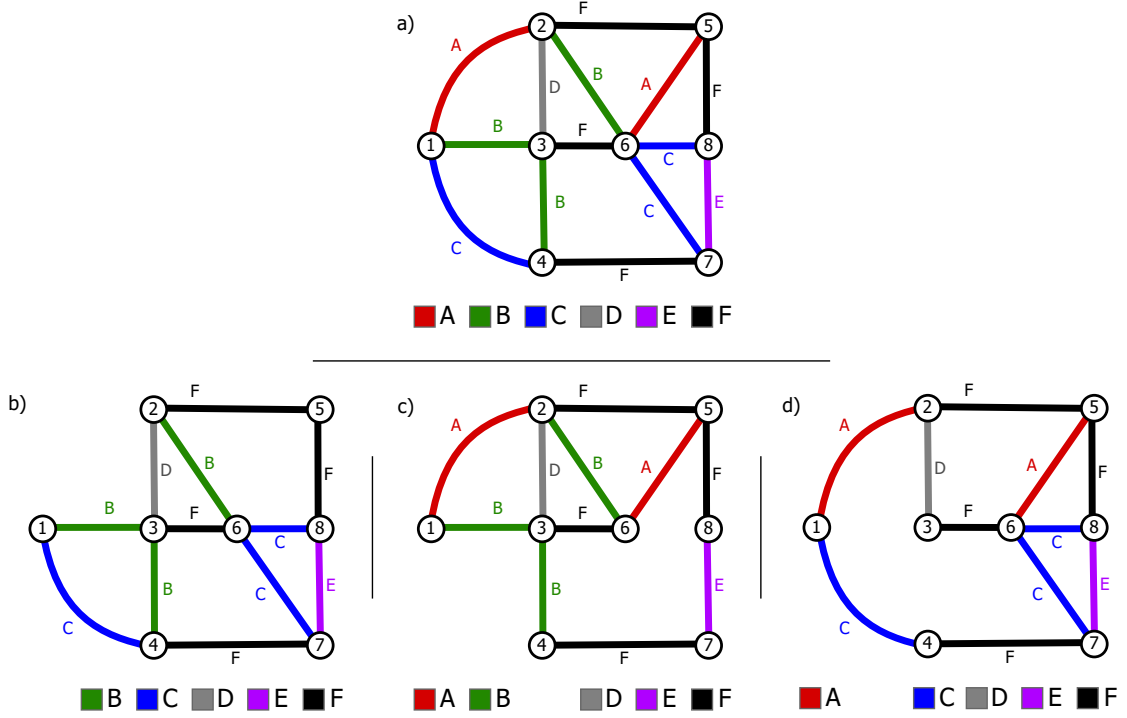 a)
F
2 5
A
B A
D F
B F
1 3 6 8
C
B C E
C
4 7
F
A B C D E F
b) c) d)
F F F
2 5 2 5 2 5
A A
B B A A
D F D F D F
B F B F F
1 3 6 8 1 3 6 8 1 3 6 8
C C
B C E B E C E
C C
4 7 4 7 4 7
F F F
B C D E F A B D E F A C D E F